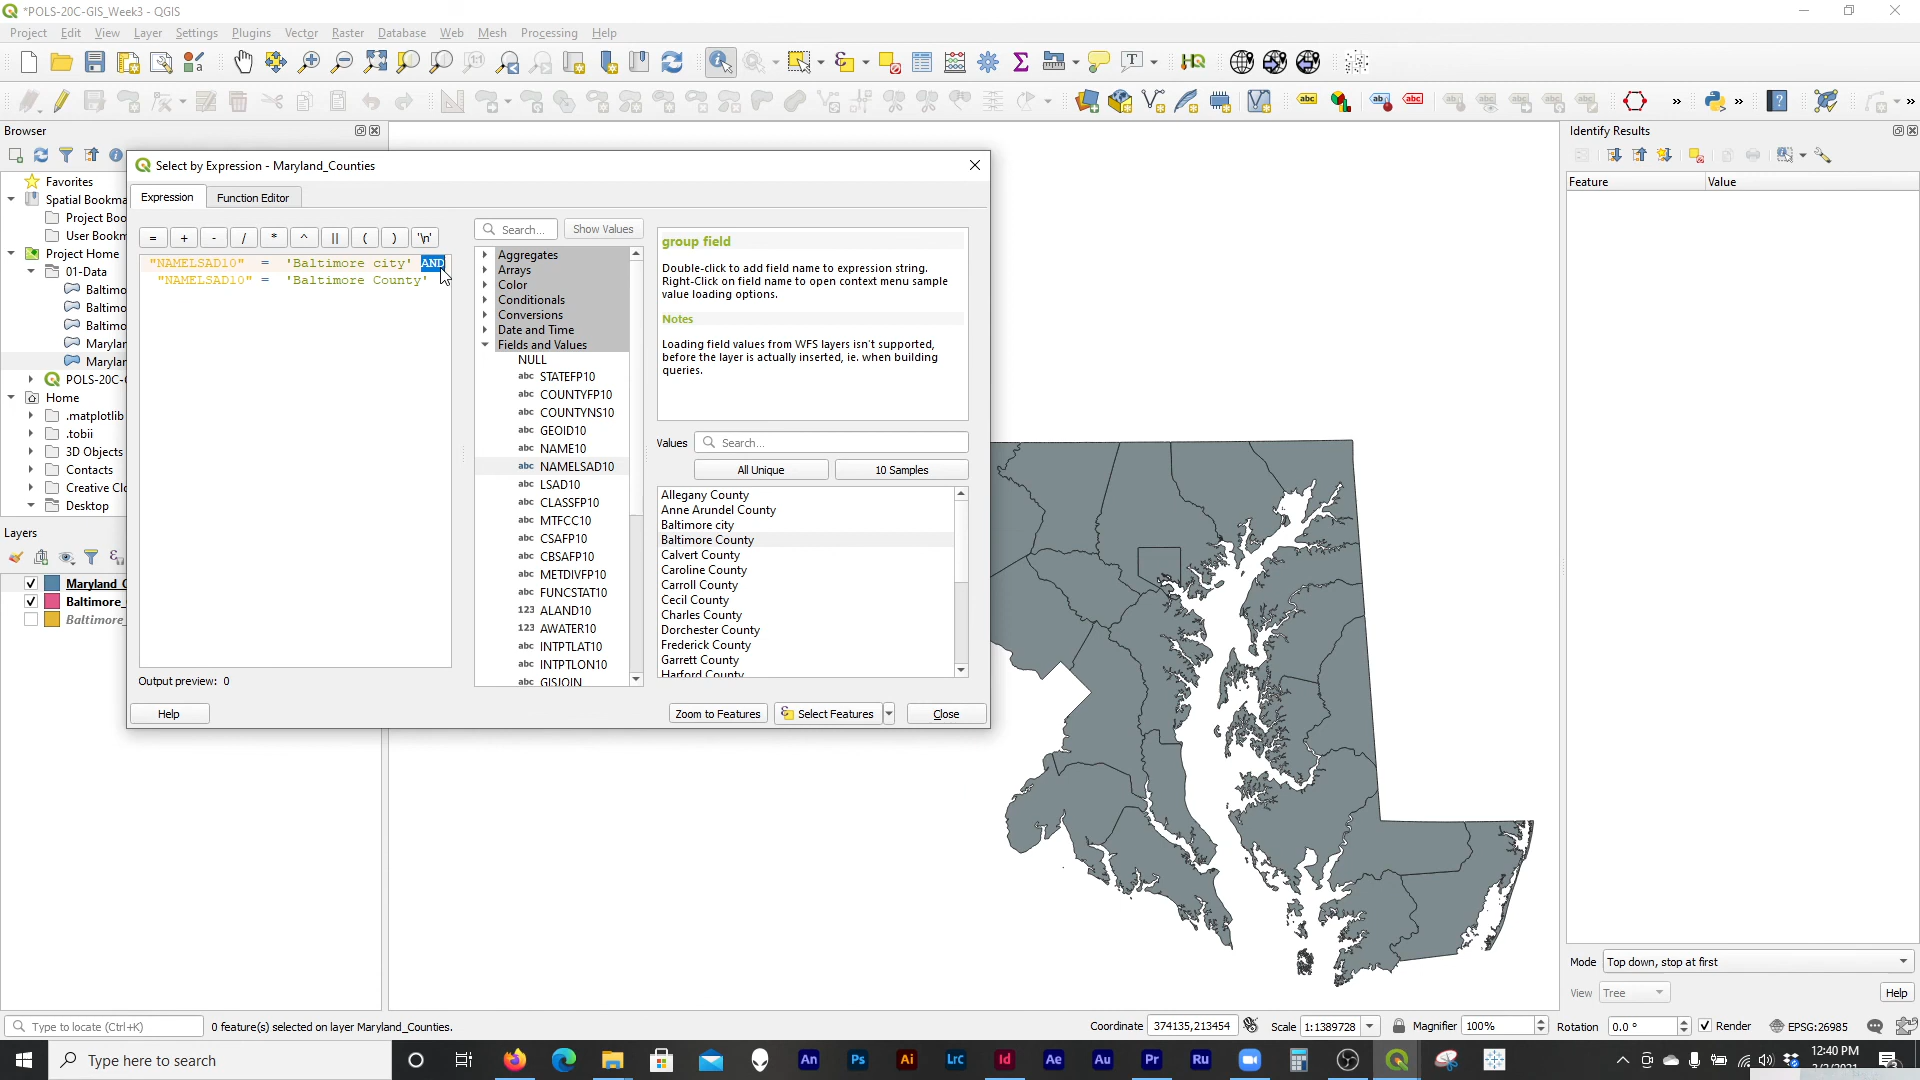 *POLS-20C-GIS_Week3 - QGIS
Project Edit View Layer Settings Plugins Vector Raster Database Web Mesh Processing Help
Browser
Favorites
Spatial Bookma
Project Boo
User Bookm
Project Home
01-Data
Baltimo
Baltimo
Baltimo
Marylar
Marylar
POLS-20C-
Home
.matplotlib
.tobii
3D Objects
Contacts
Creative Clo
Desktop
Layers
Maryland_C
Baltimore_
Baltimore_
Select by Expression - Maryland_Counties
Expression Function Editor
= + - / * ^ || ( ) '\n'
"NAMELSAD10" = 'Baltimore city' AND
"NAMELSAD10" = 'Baltimore County'
Output preview: 0
Help
Search... Show Values
Aggregates
Arrays
Color
Conditionals
Conversions
Date and Time
Fields and Values
NULL
abc STATEFP10
abc COUNTYFP10
abc COUNTYNS10
abc GEOID10
abc NAME10
abc NAMELSAD10
abc LSAD10
abc CLASSFP10
abc MTFCC10
abc CSAFP10
abc CBSAFP10
abc METDIVFP10
abc FUNCSTAT10
123 ALAND10
123 AWATER10
abc INTPTLAT10
abc INTPTLON10
abc GISJOIN
group field
Double-click to add field name to expression string.
Right-Click on field name to open context menu sample
value loading options.
Notes
Loading field values from WFS layers isn't supported,
before the layer is actually inserted, ie. when building
queries.
Values Search...
All Unique 10 Samples
Allegany County
Anne Arundel County
Baltimore city
Baltimore County
Calvert County
Caroline County
Carroll County
Cecil County
Charles County
Dorchester County
Frederick County
Garrett County
Harford County
Zoom to Features Select Features Close
Identify Results
Feature Value
Mode Top down, stop at first
View Tree Help
Type to locate (Ctrl+K) 0 feature(s) selected on layer Maryland_Counties. Coordinate 374135,213454 Scale 1:1389728 Magnifier 100% Rotation 0.0 ° Render EPSG:26985
Type here to search An Ps Ai Lrc Id Ae Au Pr Ru 12:40 PM